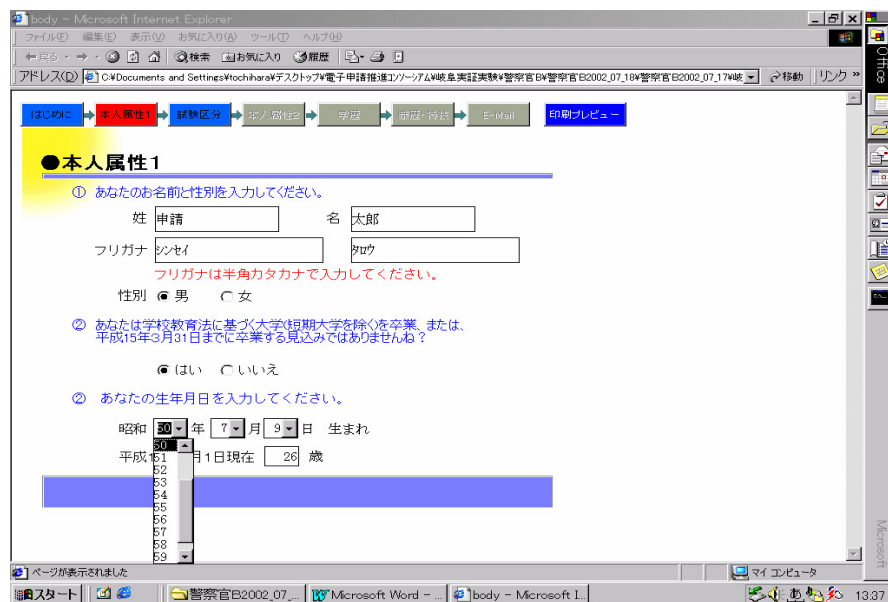 body - Microsoft Internet Explorer
ファイル(F) 編集(E) 表示(V) お気に入り(A) ツール(T) ヘルプ(H)
戻る 検索 お気に入り 履歴
アドレス(D) C:¥Documents and Settings¥tochihara¥デスクトップ¥電子申請推進コンソーシアム¥岐阜実証実験¥警察官B¥警察官B2002_07_18¥警察官B2002_07_17¥岐 移動 リンク »
Office
はじめに 本人属性1 試験区分 本人属性2 学歴 職歴・特技 E-Mail 印刷プレビュー
●本人属性1
① あなたのお名前と性別を入力してください。
姓 申請 名 太郎
フリガナ シンセイ タロウ
フリガナは半角カタカナで入力してください。
性別 男 女
② あなたは学校教育法に基づく大学(短期大学を除く)を卒業、または、
平成15年3月31日までに卒業する見込みではありませんね？
はい いいえ
② あなたの生年月日を入力してください。
昭和 50 年 7 月 9 日 生まれ
50
平成1 月1日現在 26 歳
51
52
53
54
55
56
57
58
59
Microsoft
ページが表示されました マイ コンピュータ
スタート 警察官B2002_07_... Microsoft Word - ... body - Microsoft I... あ 13:37